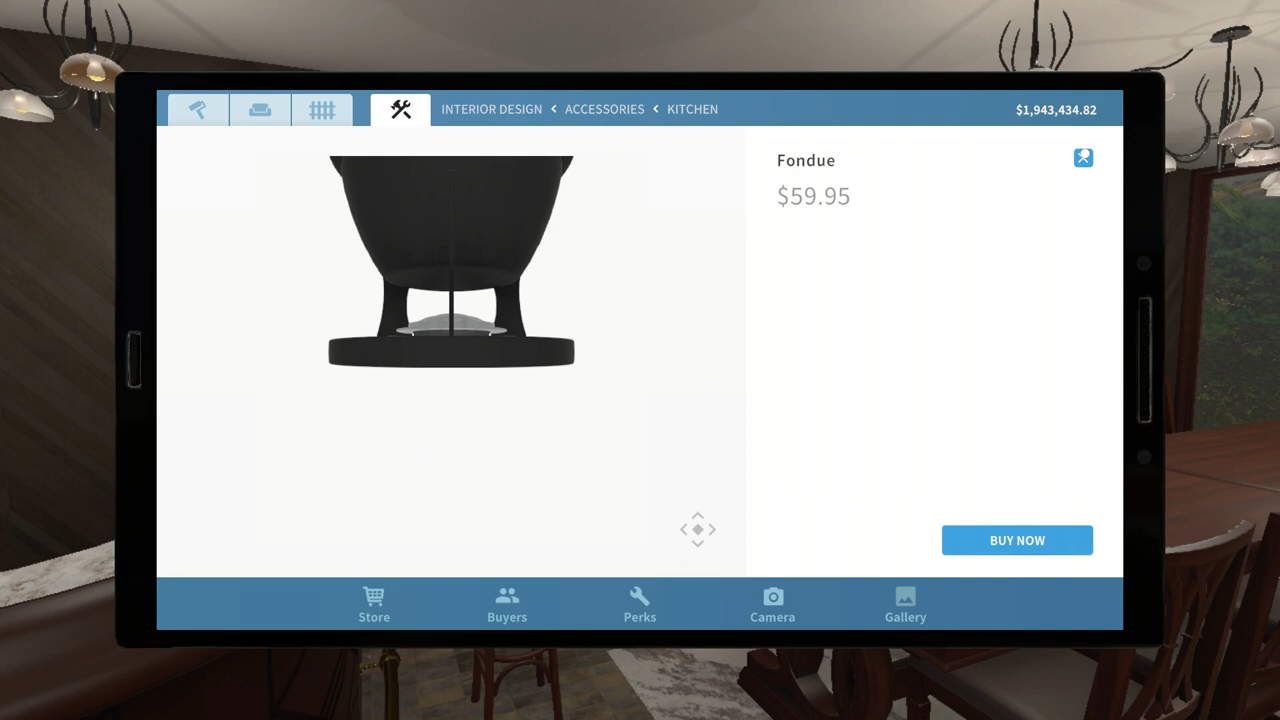 INTERIOR DESIGN < ACCESSORIES < KITCHEN
$1,943,434.82
Fondue
$59.95
BUY NOW
Store
Buyers
Perks
Camera
Gallery